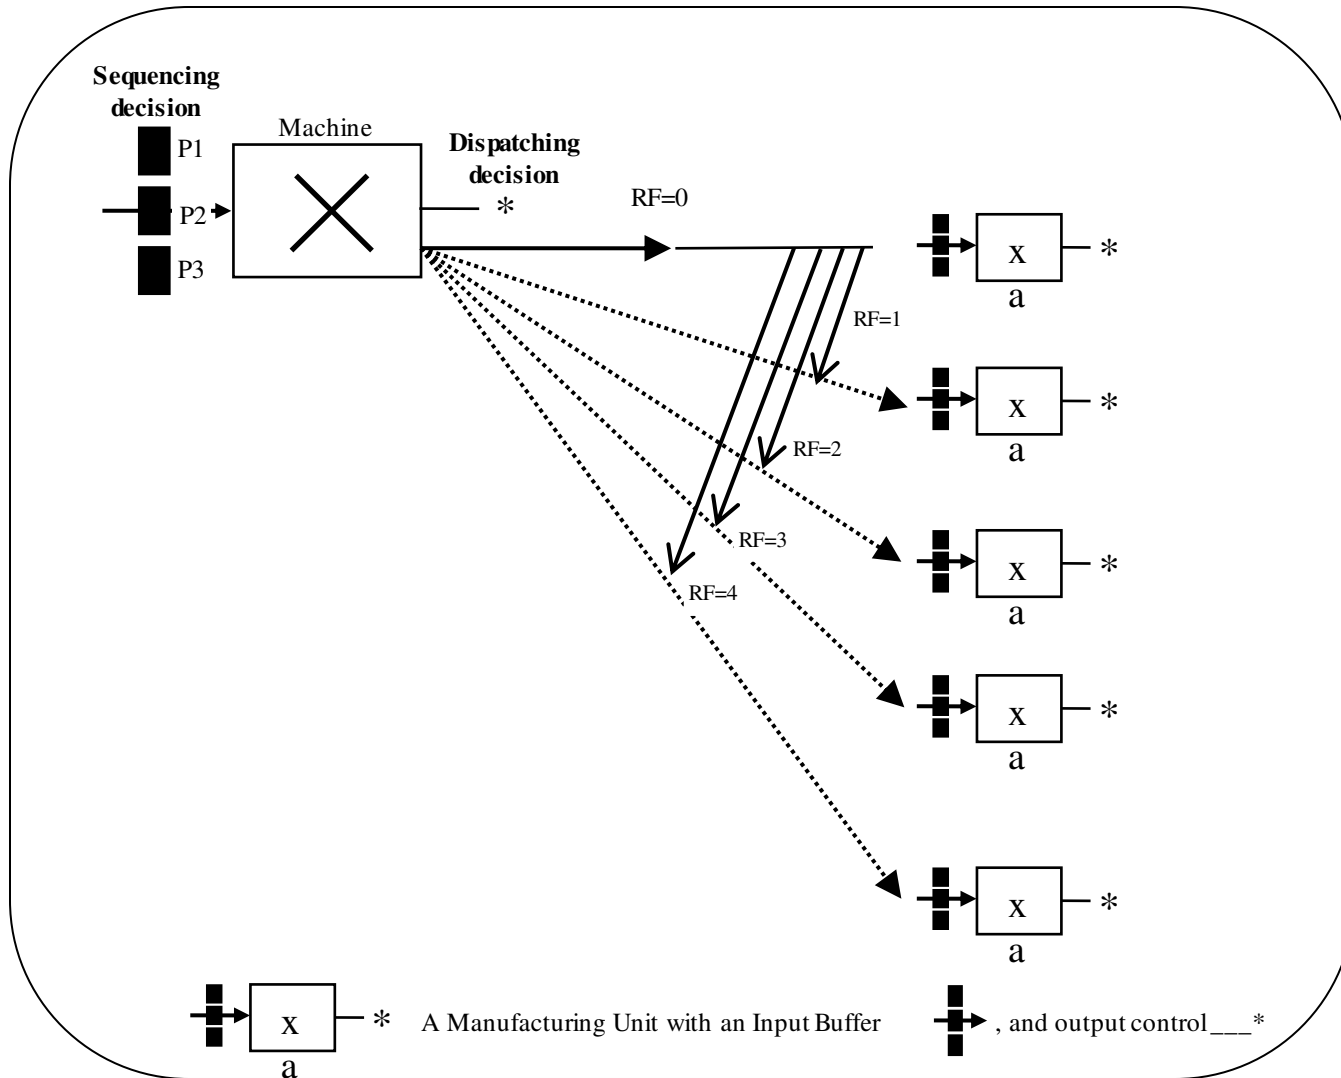 Sequencing
decision
P1
P2
P3
Machine
X
Dispatching
decision
*
RF=0
RF=1
RF=2
RF=3
RF=4
x
*
a
x
*
a
x
*
a
x
*
a
x
*
a
x
*
a
A Manufacturing Unit with an Input Buffer
, and output control ___*